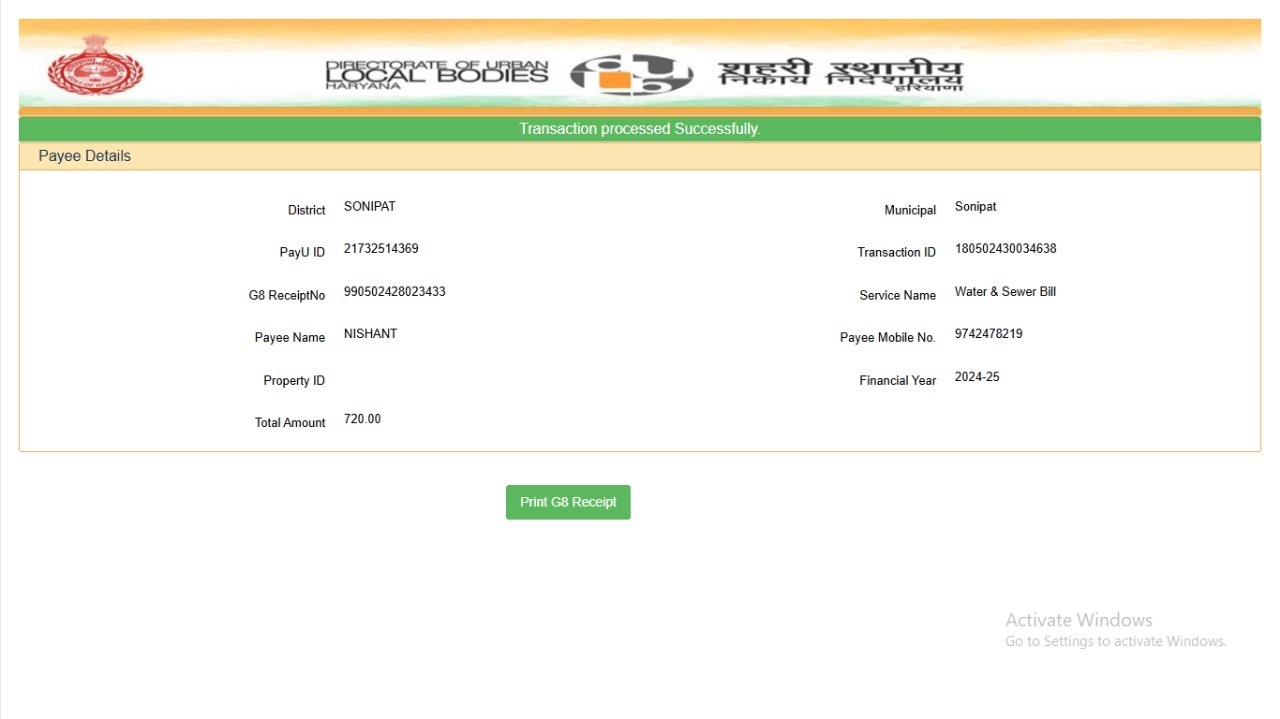 DIRECTORATE OF URBAN
LOCAL BODIES
HARYANA
शहरी स्थानीय
निकाय निदेशालय
हरियाणा
Transaction processed Successfully.
Payee Details
District SONIPAT Municipal Sonipat
PayU ID 21732514369 Transaction ID 180502430034638
G8 ReceiptNo 990502428023433 Service Name Water & Sewer Bill
Payee Name NISHANT Payee Mobile No. 9742478219
Property ID Financial Year 2024-25
Total Amount 720.00
Print G8 Receipt
Activate Windows
Go to Settings to activate Windows.